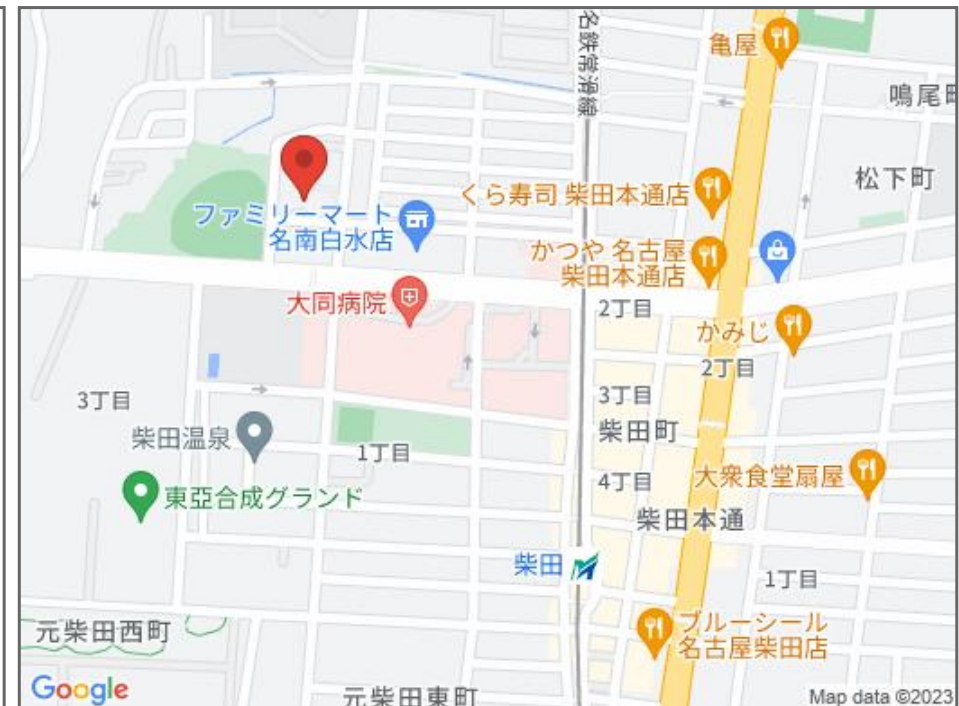 名鉄常滑線
亀屋
鳴尾町
松下町
くら寿司 柴田本通店
ファミリーマート
名南白水店
かつや 名古屋
柴田本通店
大同病院
2丁目
かみじ
2丁目
3丁目
3丁目
柴田町
柴田温泉
1丁目
4丁目
大衆食堂扇屋
東亞合成グランド
柴田本通
柴田
1丁目
元柴田西町
ブルーシール
名古屋柴田店
Google
元柴田東町
Map data ©2023